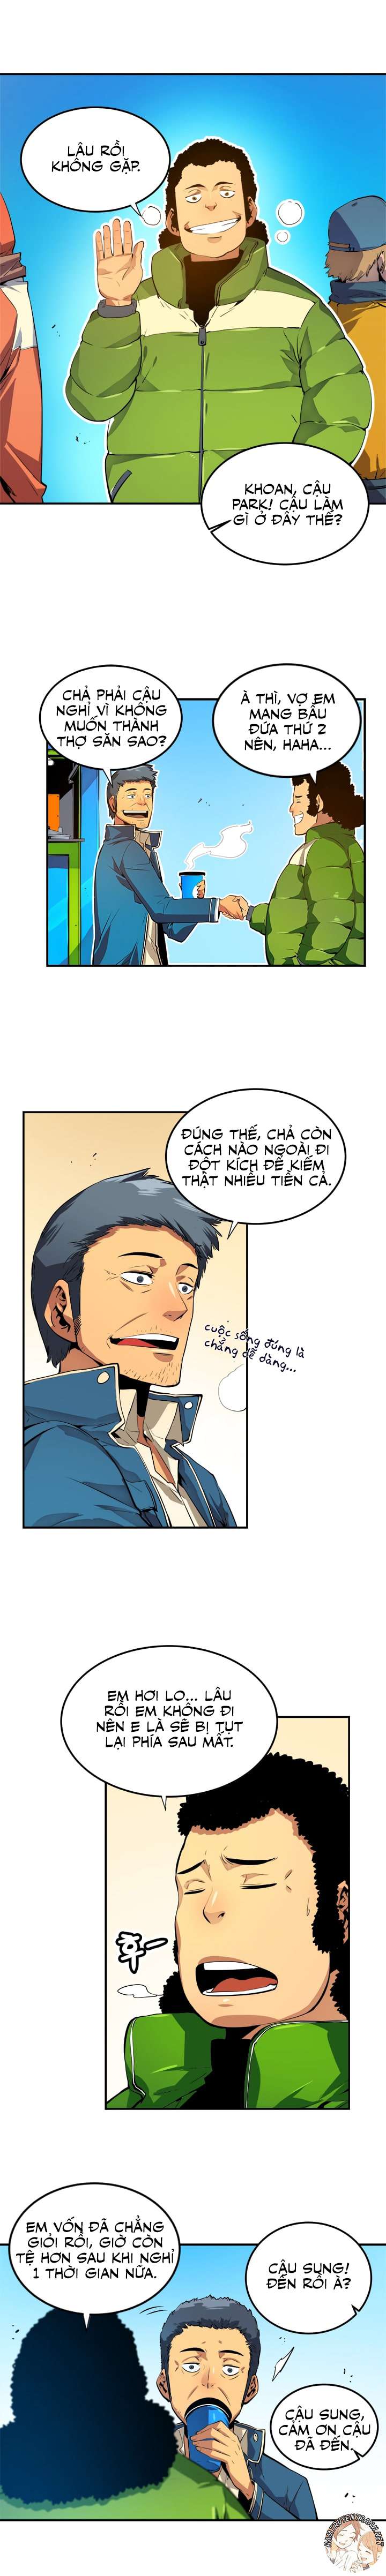 LÂU RỒI
KHÔNG GẶP.
KHOAN, CẬU
PARK! CẬU LÀM
GÌ Ở ĐÂY THẾ?
CHẢ PHẢI CẬU
NGHỈ VÌ KHÔNG
MUỐN THÀNH
THỢ SĂN SAO?
À THÌ, VỢ EM
MANG BẦU
ĐỨA THỨ 2
NÊN, HAHA...
ĐÚNG THẾ, CHẢ CÒN
CÁCH NÀO NGOÀI ĐI
ĐỘT KÍCH ĐỂ KIẾM
THẬT NHIỀU TIỀN CẢ.
cuộc sống đúng là
chẳng dễ dàng...
EM HƠI LO... LÂU
RỒI EM KHÔNG ĐI
NÊN E LÀ SẼ BỊ TỤT
LẠI PHÍA SAU MẤT.
후ㅡ
EM VỐN ĐÃ CHẲNG
GIỎI RỒI, GIỜ CÒN
TỆ HƠN SAU KHI NGHỈ
1 THỜI GIAN NỮA.
CẬU SUNG!
ĐẾN RỒI À?
CẬU SUNG,
CẢM ƠN CẬU
ĐÃ ĐẾN.